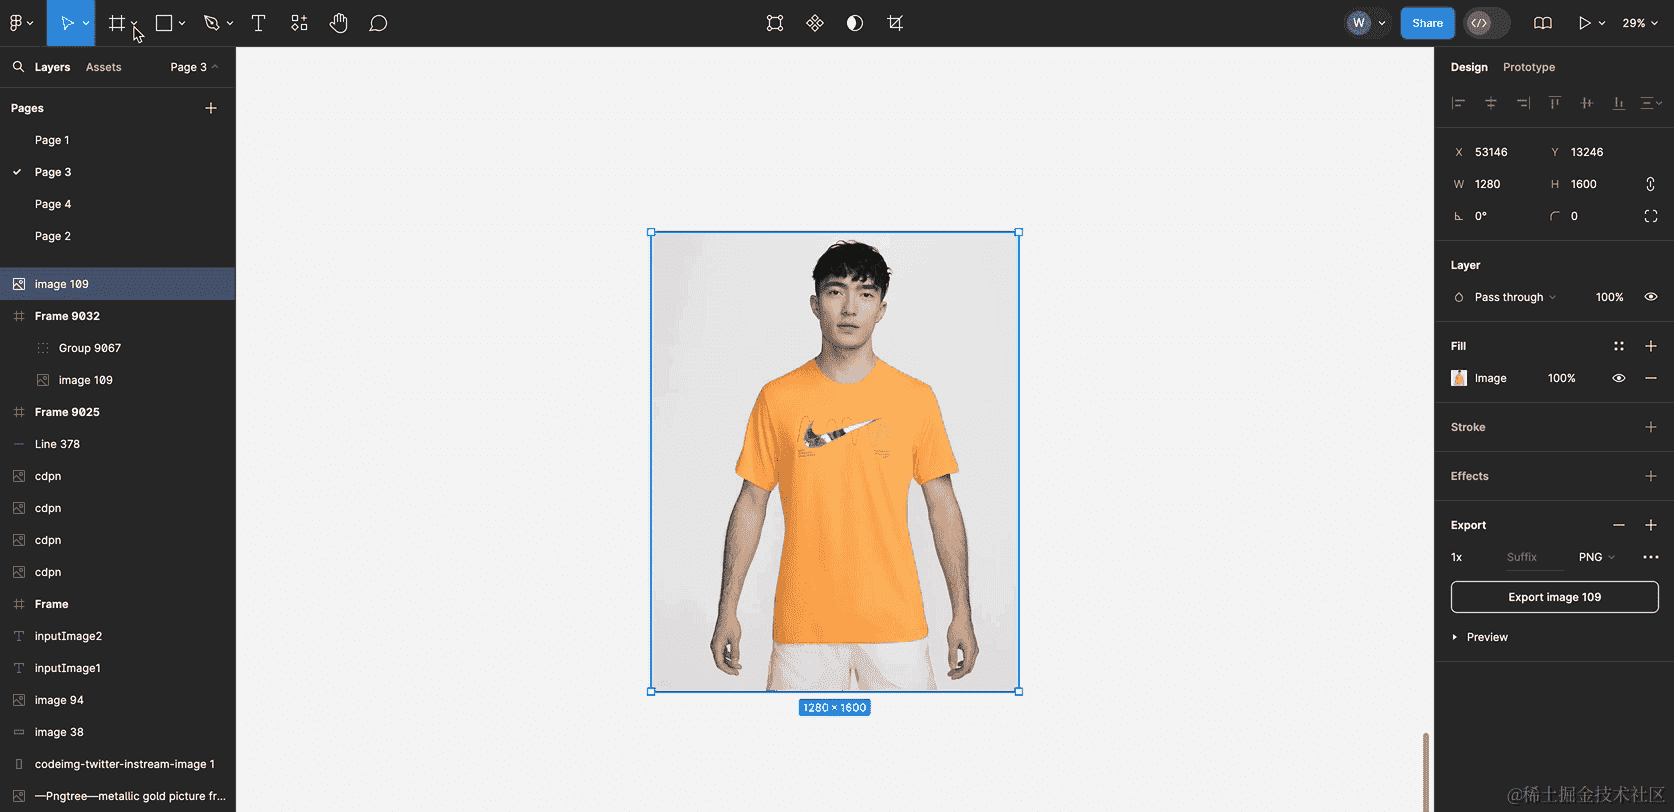 W
Share
29%
Layers
Assets
Page 3
Pages
Page 1
Page 3
Page 4
Page 2
image 109
Frame 9032
Group 9067
image 109
Frame 9025
Line 378
cdpn
cdpn
cdpn
cdpn
Frame
inputImage2
inputImage1
image 94
image 38
codeimg-twitter-instream-image 1
—Pngtree—metallic gold picture fr...
1280 × 1600
Design
Prototype
X 53146 Y 13246
W 1280 H 1600
0° 0
Layer
Pass through 100%
Fill
Image 100%
Stroke
Effects
Export
1x Suffix PNG
Export image 109
Preview
@稀土掘金技术社区